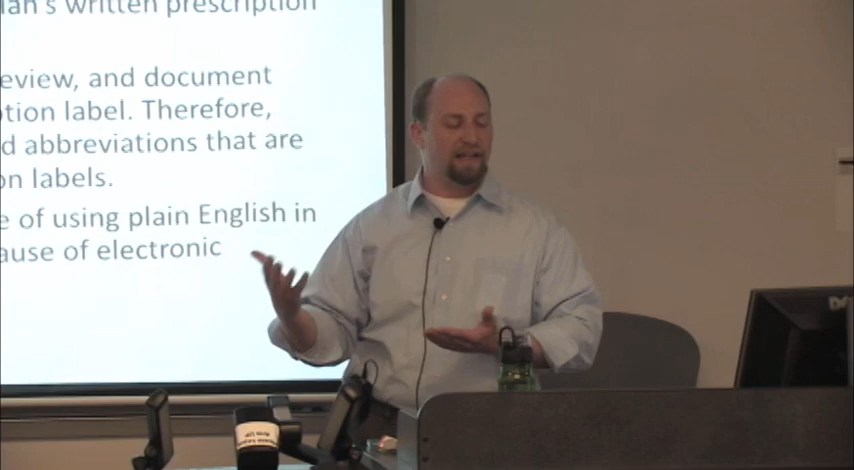 ian's written prescription
eview, and document
tion label. Therefore,
d abbreviations that are
on labels.
e of using plain English in
ause of electronic